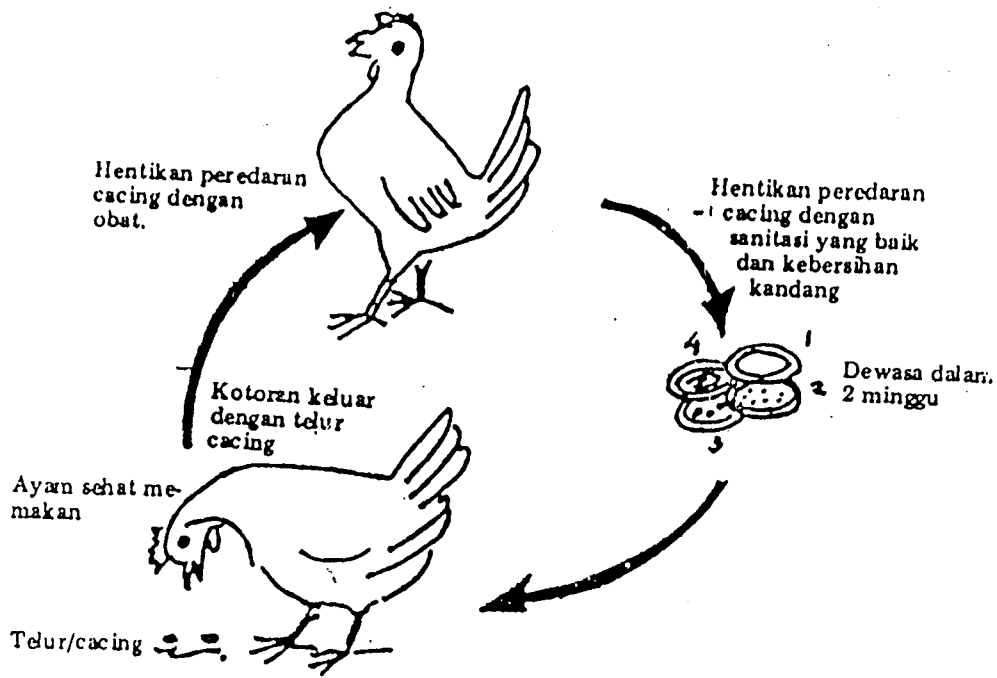 Hentikan peredaran
cacing dengan
obat.
Hentikan peredaran
cacing dengan
sanitasi yang baik
dan kebersihan
kandang
4
1
2
3
Dewasa dalam
2 minggu
Kotoran keluar
dengan telur
cacing
Ayam sehat me-
makan
Telur/cacing